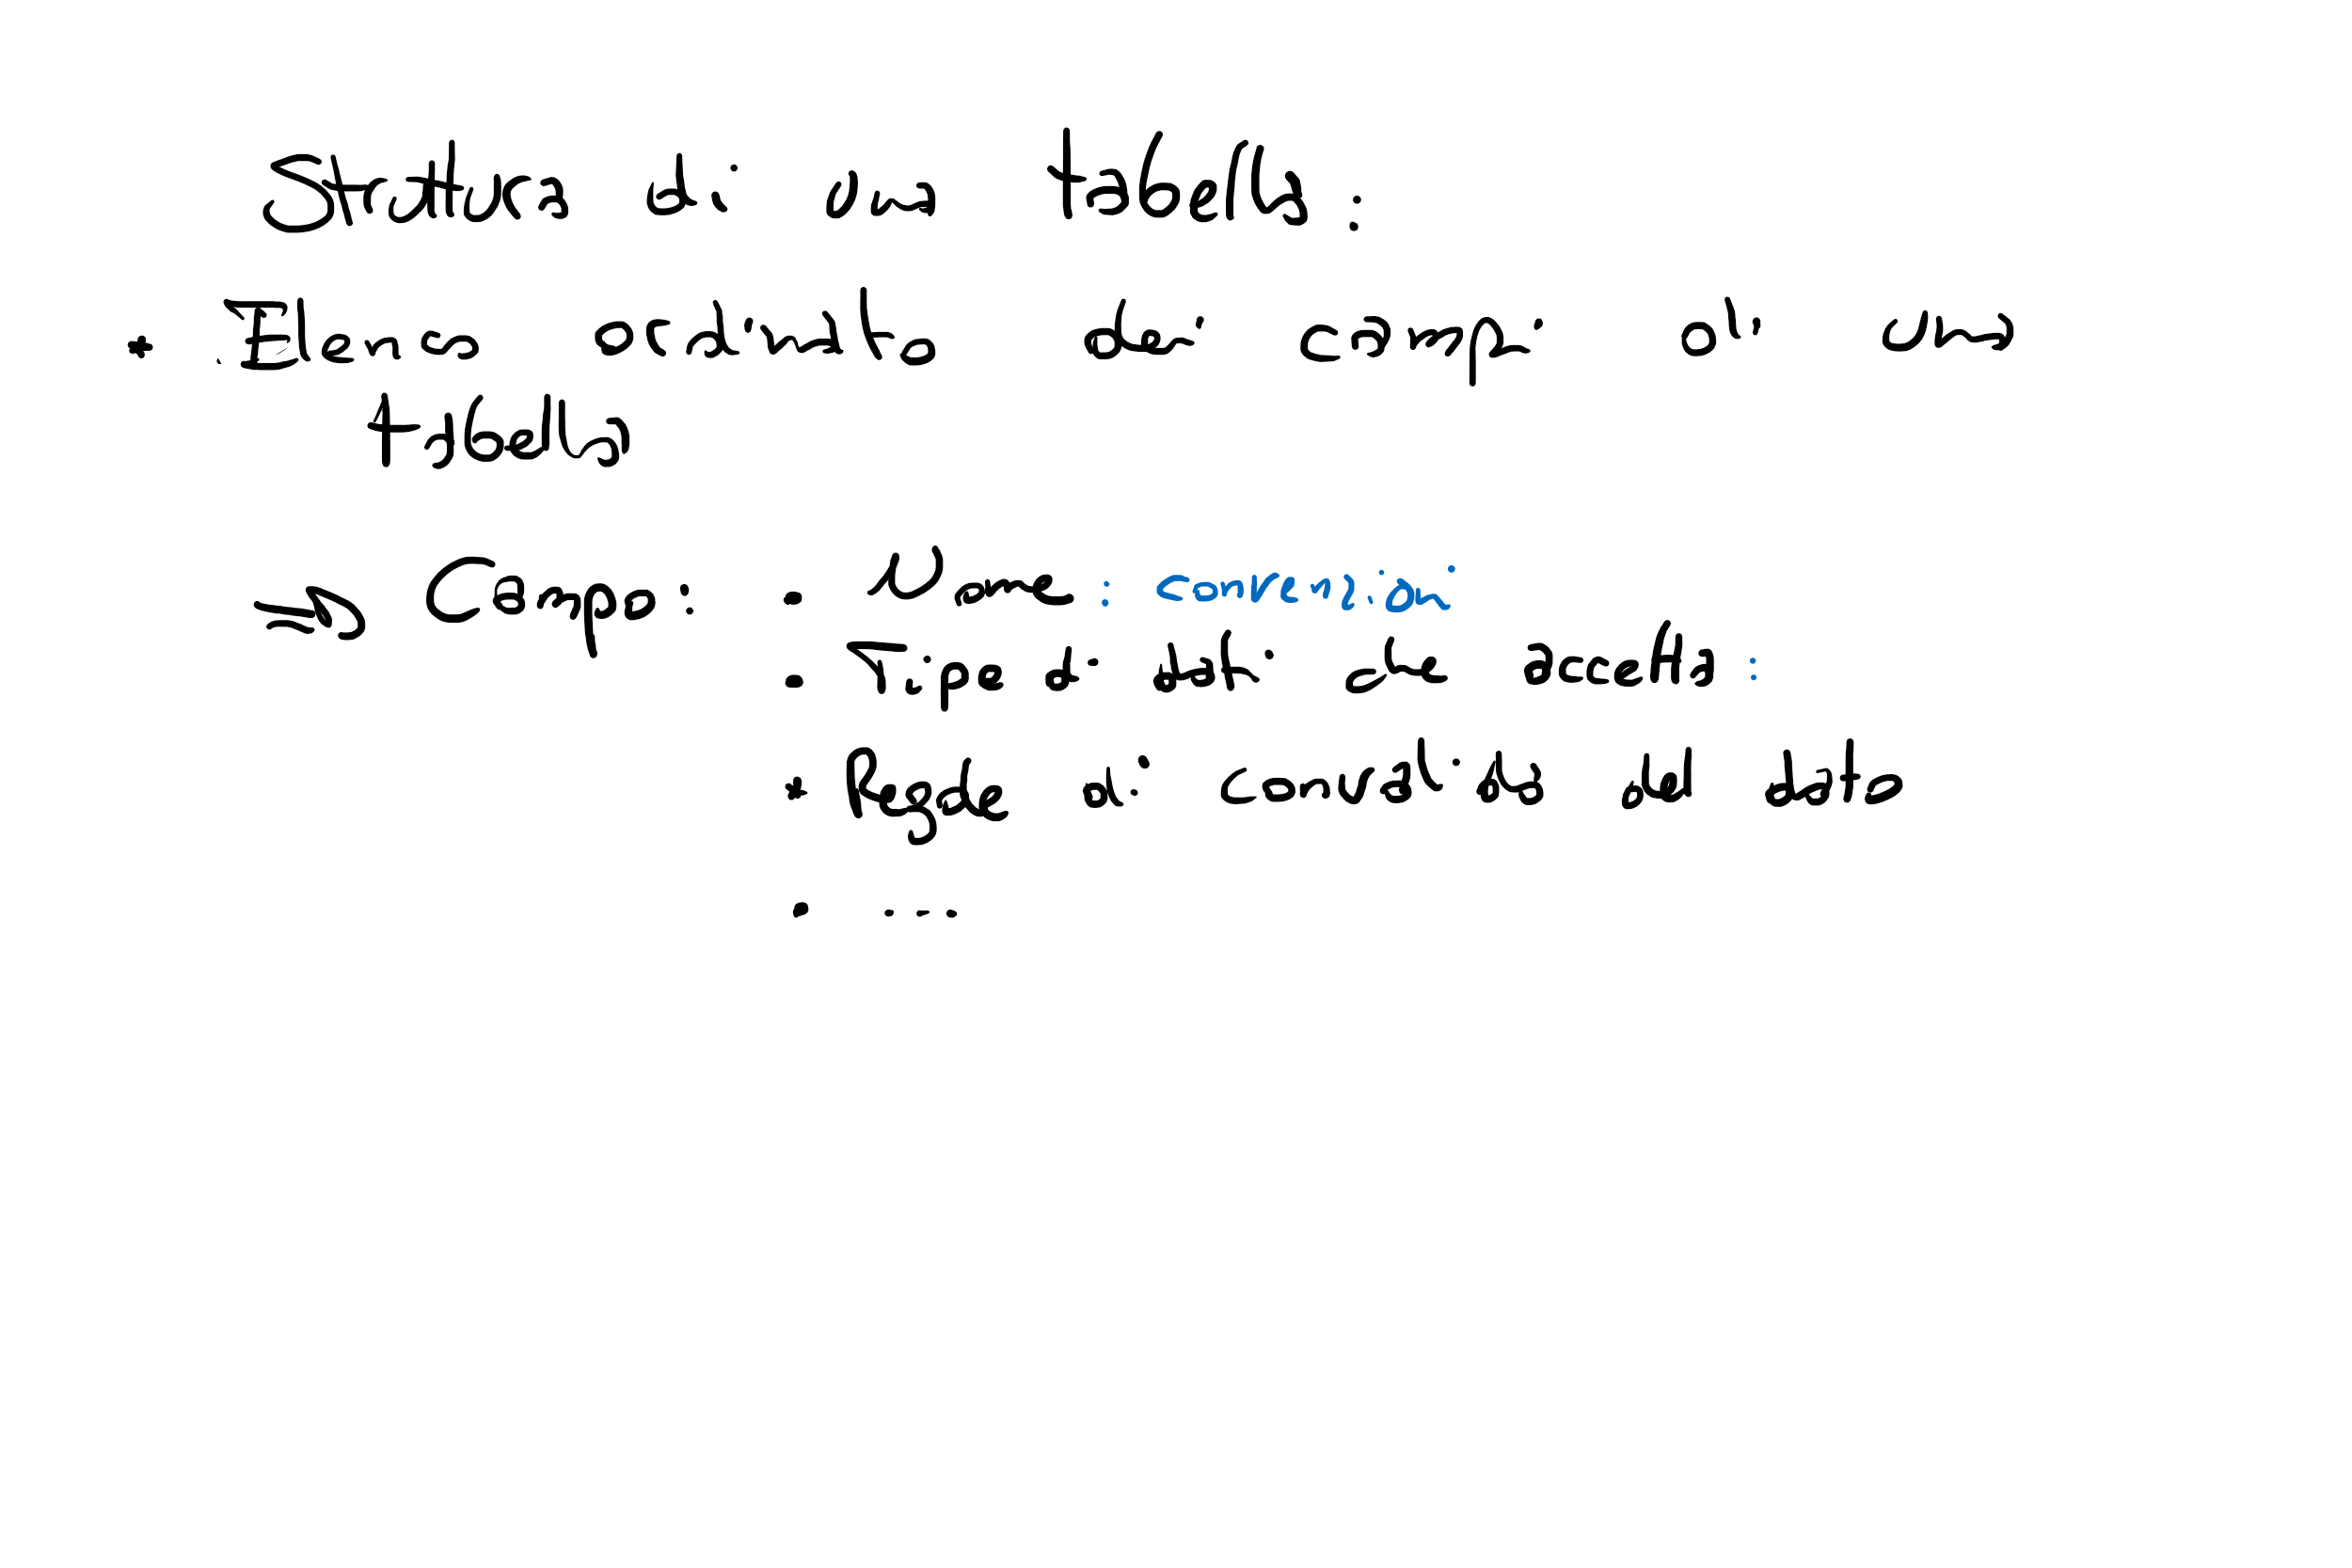 Struttura di una tabella:
• Elenco ordinato dei campi di una
tabella
⇒ Campo: • Nome: convenzioni
• Tipe di dati che accetta:
• Regole di convalida del dato
• ...